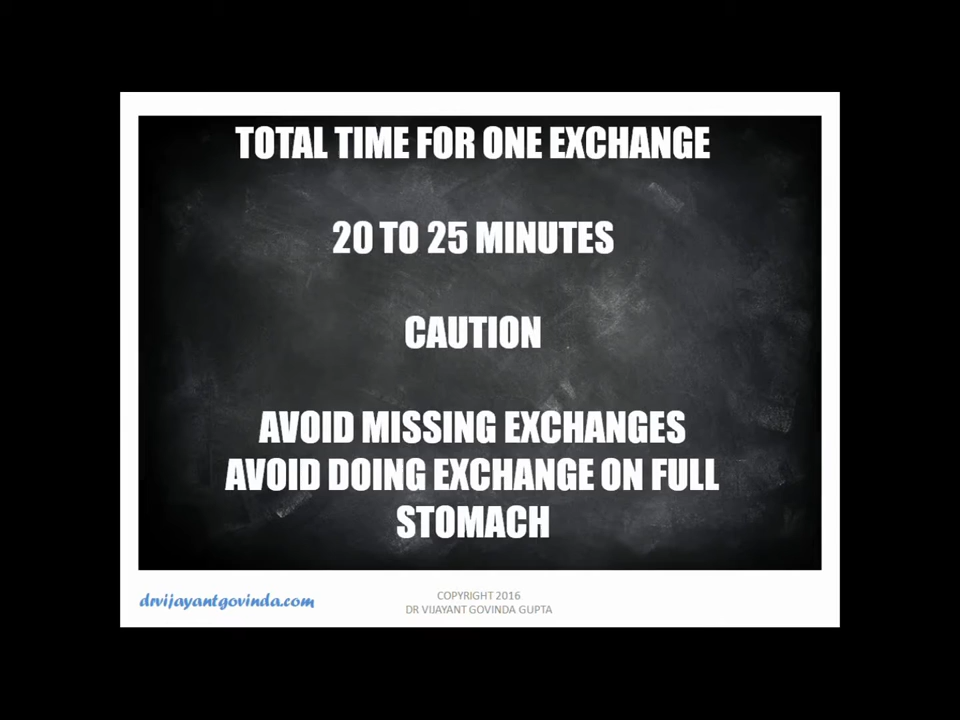 TOTAL TIME FOR ONE EXCHANGE
20 TO 25 MINUTES
CAUTION
AVOID MISSING EXCHANGES
AVOID DOING EXCHANGE ON FULL
STOMACH
drvijayantgovinda.com
COPYRIGHT 2016
DR VIJAYANT GOVINDA GUPTA